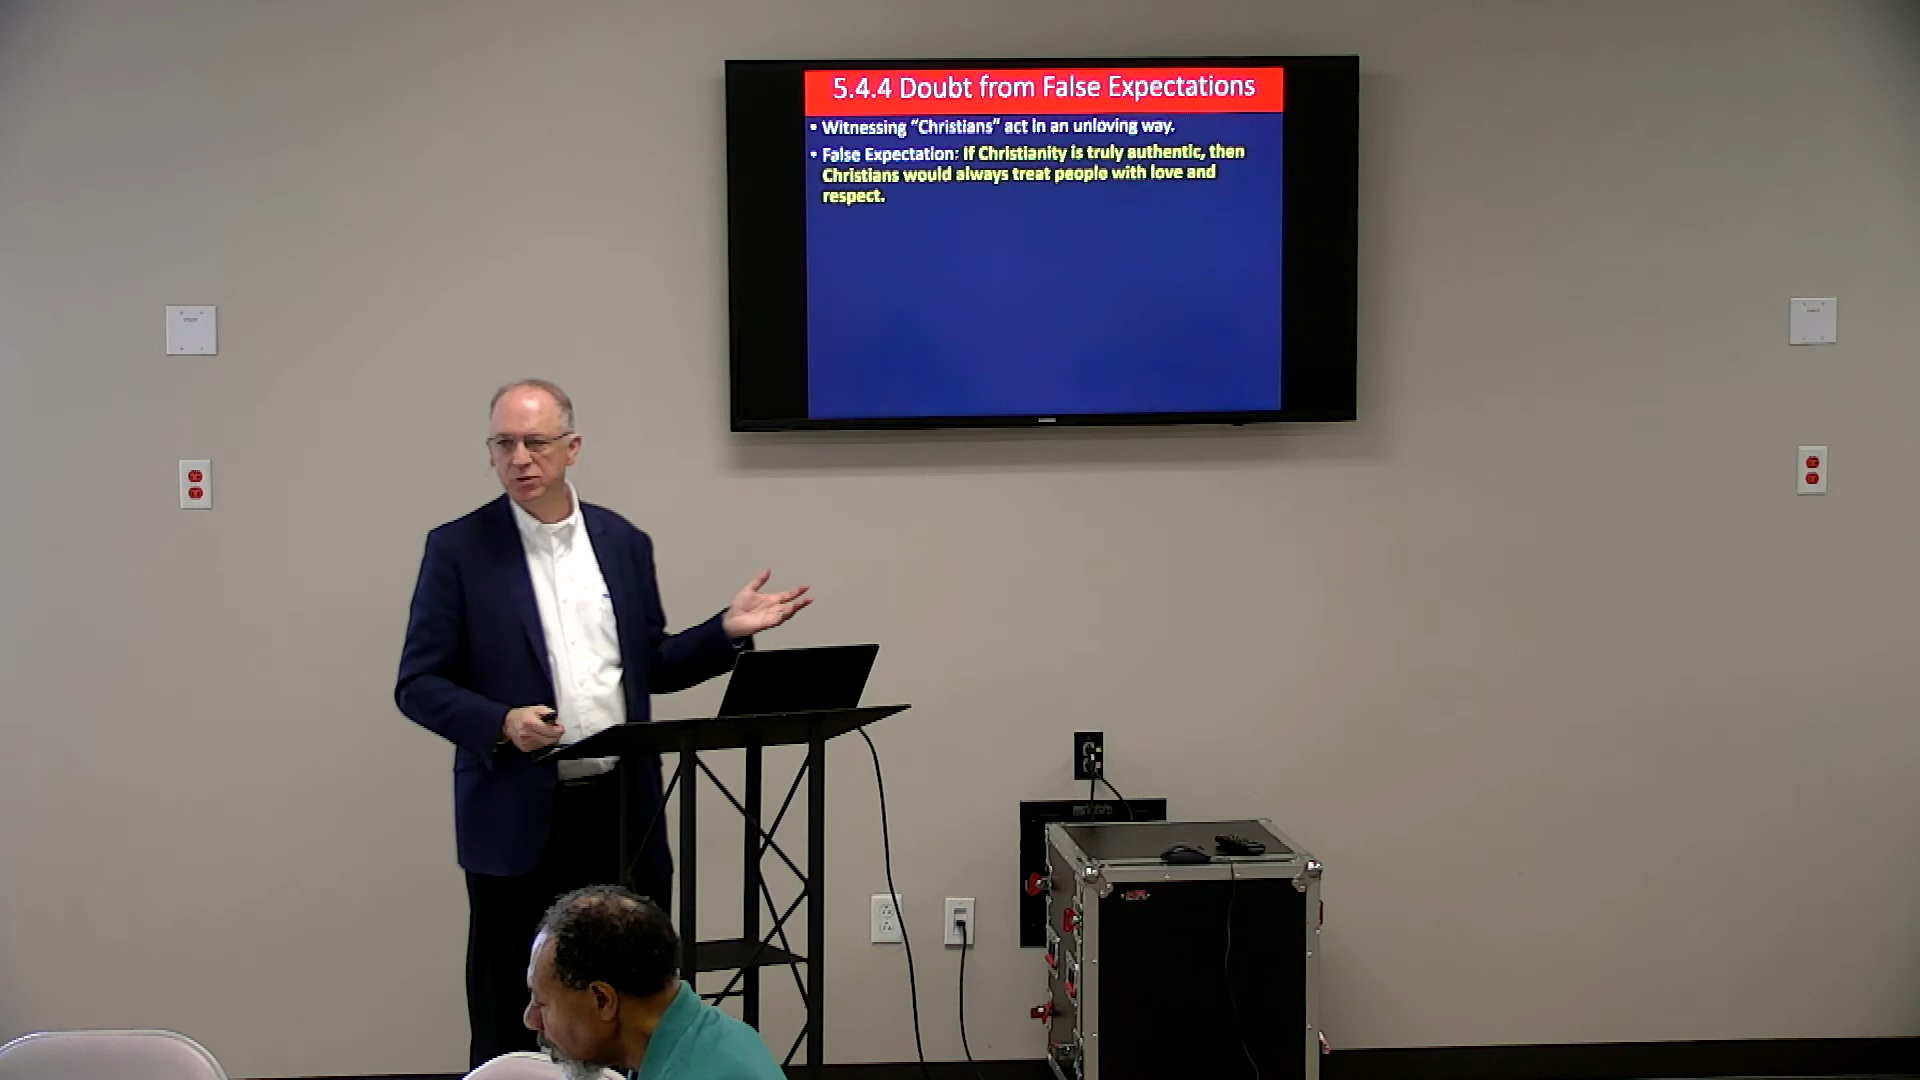 5.4.4 Doubt from False Expectations
• Witnessing “Christians” act in an unloving way.
• False Expectation: If Christianity is truly authentic, then
Christians would always treat people with love and
respect.